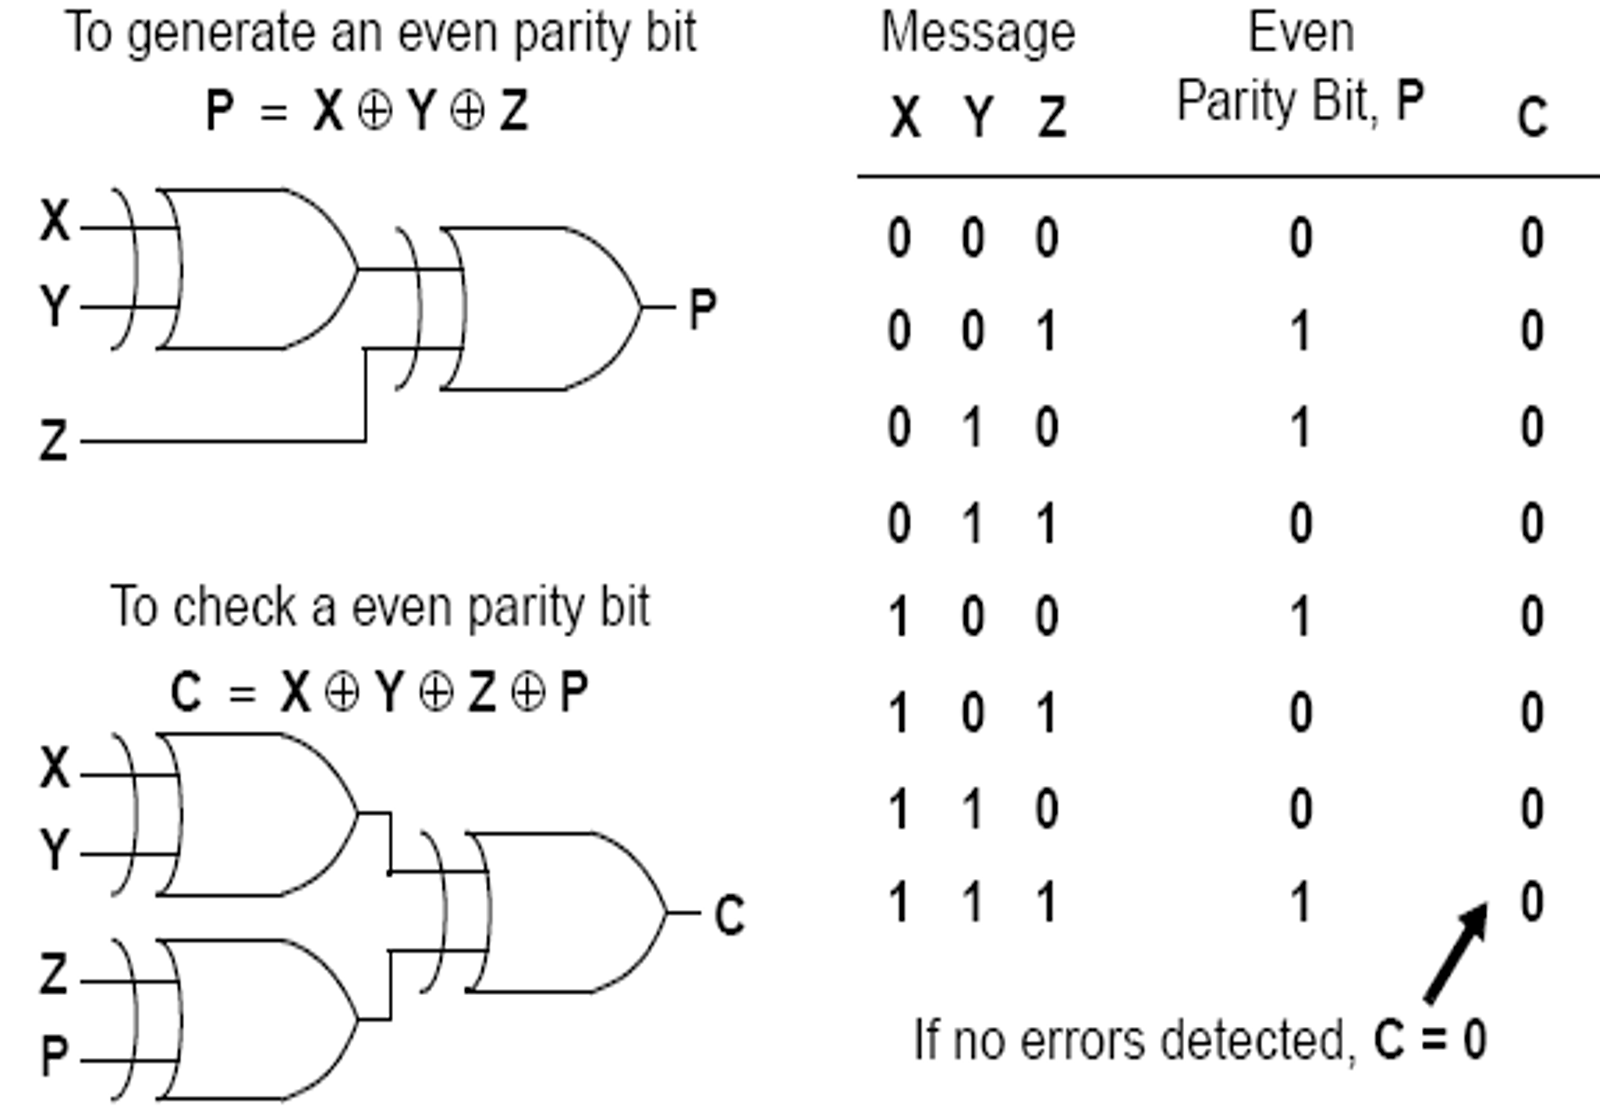 To generate an even parity bit
P = X ⊕ Y ⊕ Z
X
Y
Z
P
To check a even parity bit
C = X ⊕ Y ⊕ Z ⊕ P
X
Y
Z
P
C
Message Even
X Y Z Parity Bit, P C
0 0 0 0 0
0 0 1 1 0
0 1 0 1 0
0 1 1 0 0
1 0 0 1 0
1 0 1 0 0
1 1 0 0 0
1 1 1 1 0
If no errors detected, C = 0